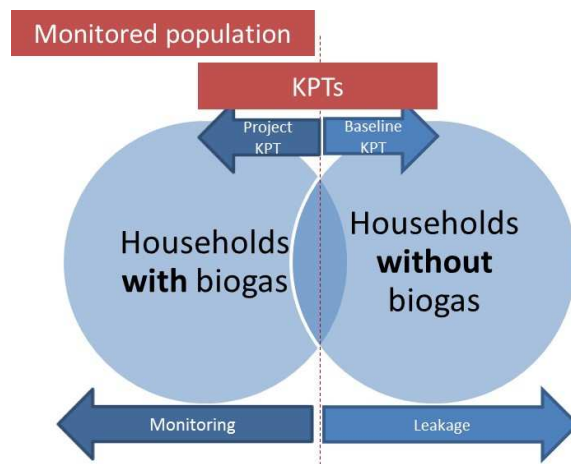 Monitored population
KPTs
Project
KPT
Baseline
KPT
Households
with biogas
Households
without
biogas
Monitoring
Leakage